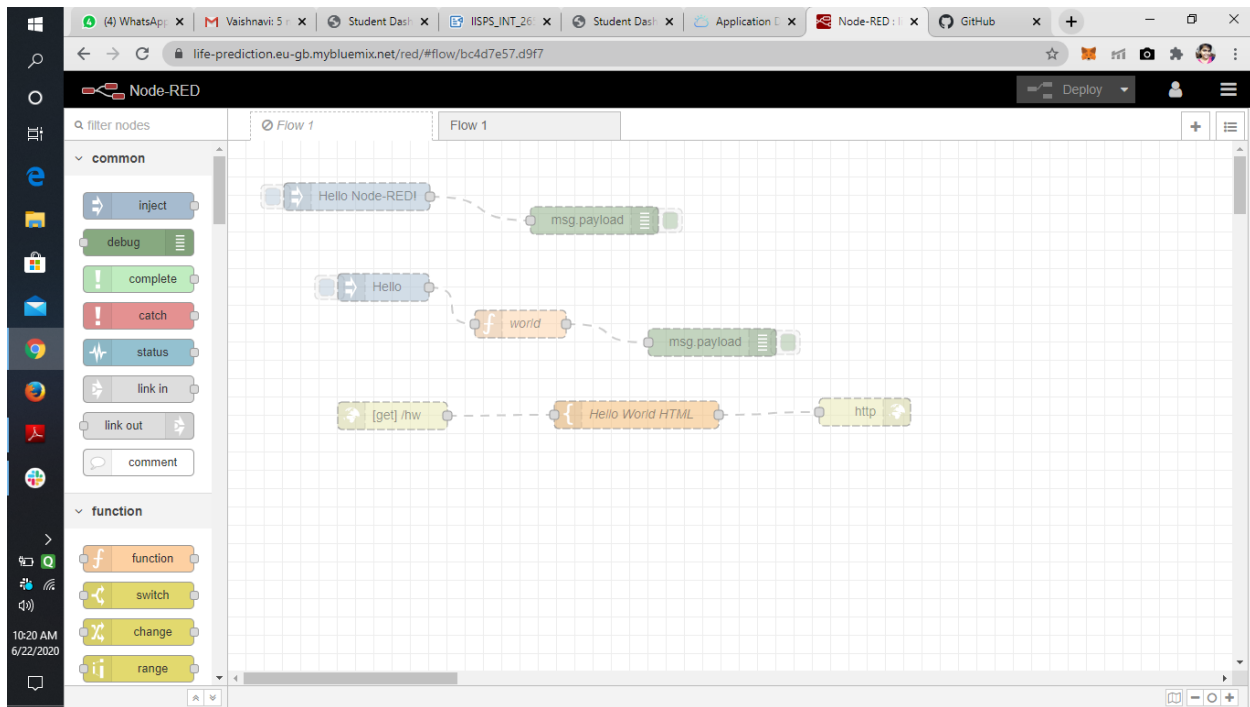 (4) WhatsApp
Vaishnavii: 5 n
Student Dash
IISPS_INT_26
Student Dash
Application D
Node-RED : l
GitHub
life-prediction.eu-gb.mybluemix.net/red/#flow/bc4d7e57.d9f7
Node-RED
Deploy
filter nodes
Flow 1
Flow 1
common
inject
debug
complete
catch
status
link in
link out
comment
function
function
switch
change
range
Hello Node-RED!
msg.payload
Hello
world
msg.payload
[get] /hw
Hello World HTML
http
10:20 AM
6/22/2020